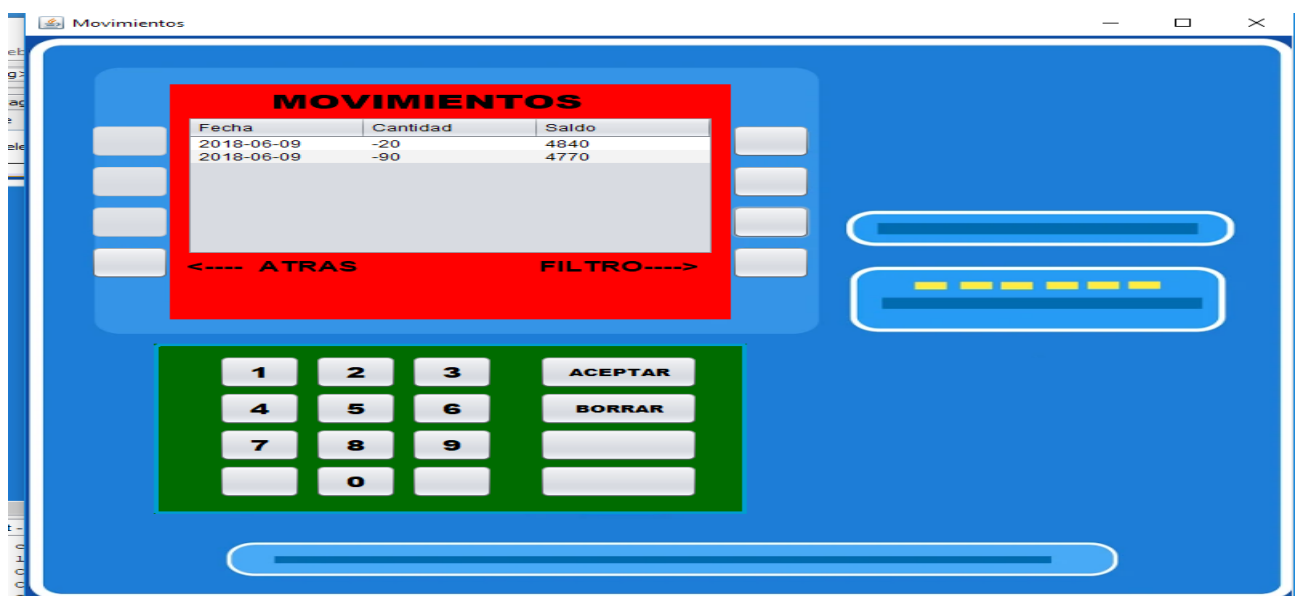 Movimientos
MOVIMIENTOS
Fecha Cantidad Saldo
2018-06-09 -20 4840
2018-06-09 -90 4770
<---- ATRAS FILTRO---->
1 2 3 ACEPTAR
4 5 6 BORRAR
7 8 9
0